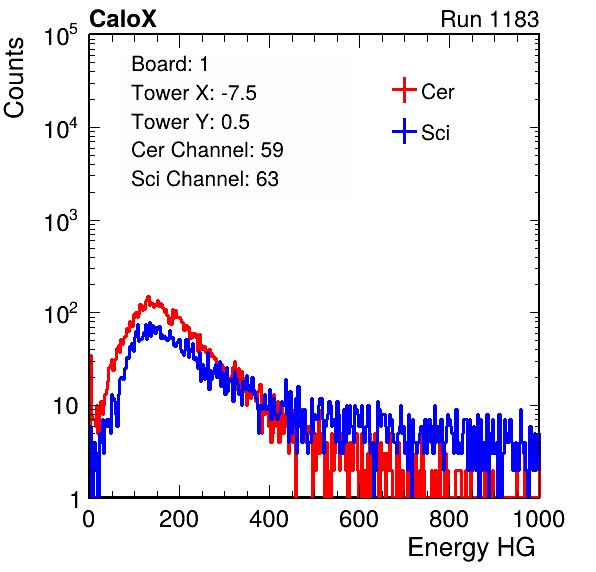 CaloX Run 1183
Counts
10^5
10^4
10^3
10^2
10
1
Board: 1
Tower X: -7.5
Tower Y: 0.5
Cer Channel: 59
Sci Channel: 63
Cer
Sci
0 200 400 600 800 1000
Energy HG